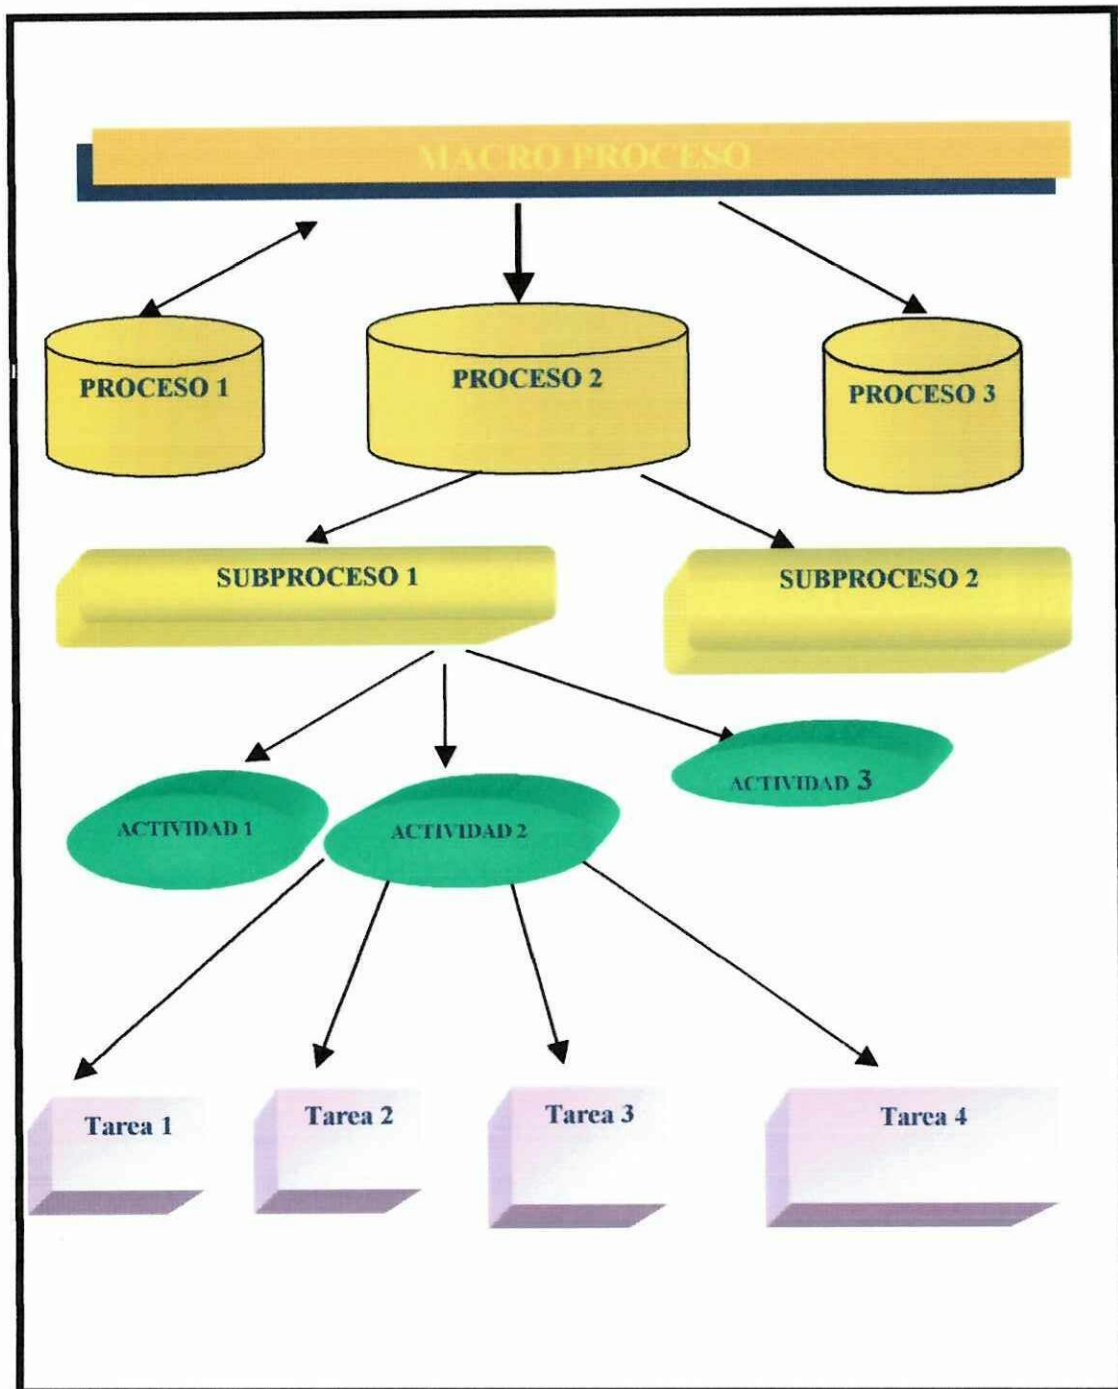 MACRO PROCESO
PROCESO 1
PROCESO 2
PROCESO 3
SUBPROCESO 1
SUBPROCESO 2
ACTIVIDAD 1
ACTIVIDAD 2
ACTIVIDAD 3
Tarea 1
Tarea 2
Tarea 3
Tarea 4